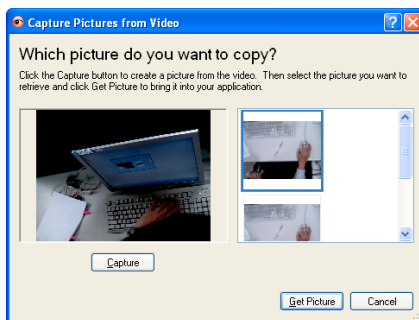 Capture Pictures from Video
Which picture do you want to copy?
Click the Capture button to create a picture from the video. Then select the picture you want to
retrieve and click Get Picture to bring it into your application.
Capture
Get Picture
Cancel